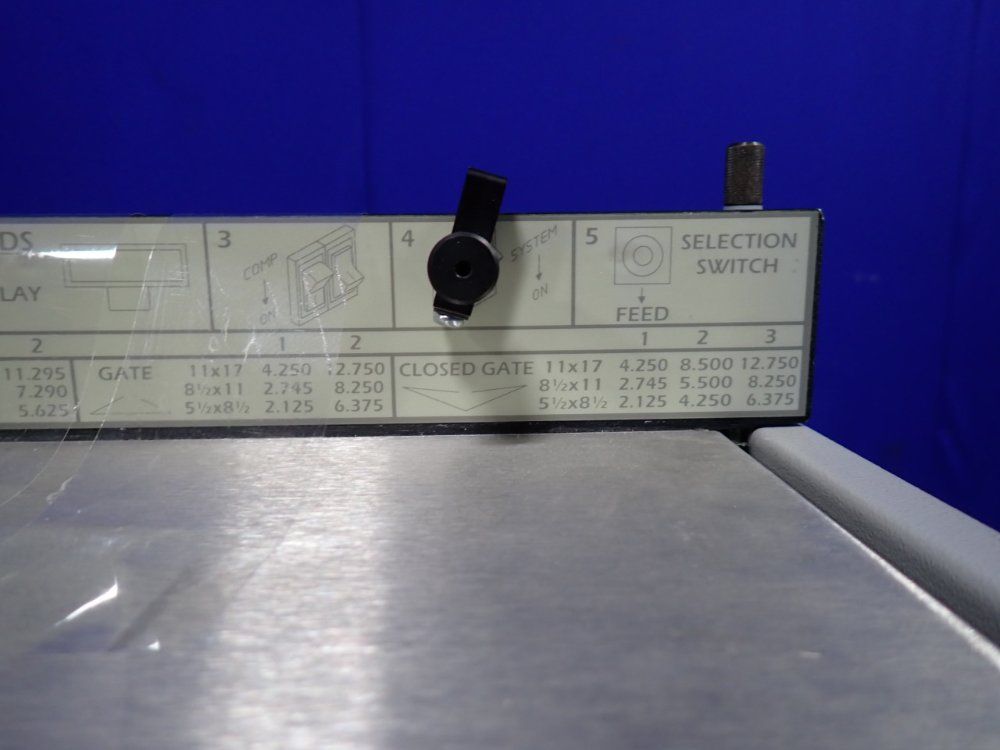 DS
LAY
3
COMP
ON
4
SYSTEM
ON
5
SELECTION
SWITCH
FEED
2 1 2 1 2 3
11.295 GATE 11x17 4.250 12.750 CLOSED GATE 11x17 4.250 8.500 12.750
7.290 8½x11 2.745 8.250 8½x11 2.745 5.500 8.250
5.625 5½x8½ 2.125 6.375 5½x8½ 2.125 4.250 6.375